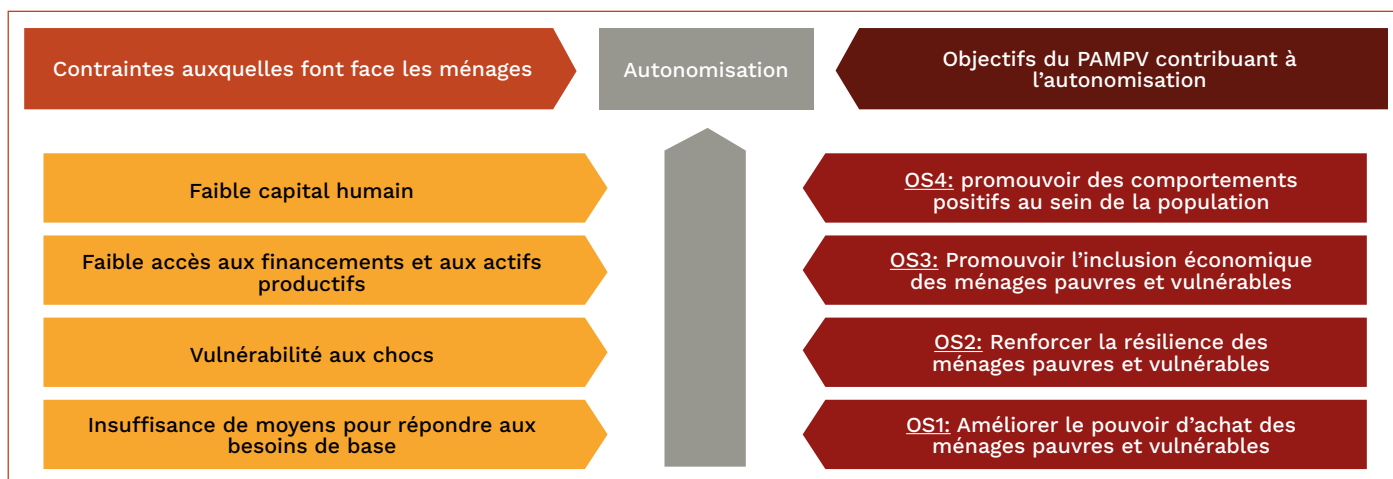 Contraintes auxquelles font face les ménages
Autonomisation
Objectifs du PAMPV contribuant à
l’autonomisation
Faible capital humain
OS4: promouvoir des comportements
positifs au sein de la population
Faible accès aux financements et aux actifs
productifs
OS3: Promouvoir l’inclusion économique
des ménages pauvres et vulnérables
Vulnérabilité aux chocs
OS2: Renforcer la résilience des
ménages pauvres et vulnérables
Insuffisance de moyens pour répondre aux
besoins de base
OS1: Améliorer le pouvoir d’achat des
ménages pauvres et vulnérables